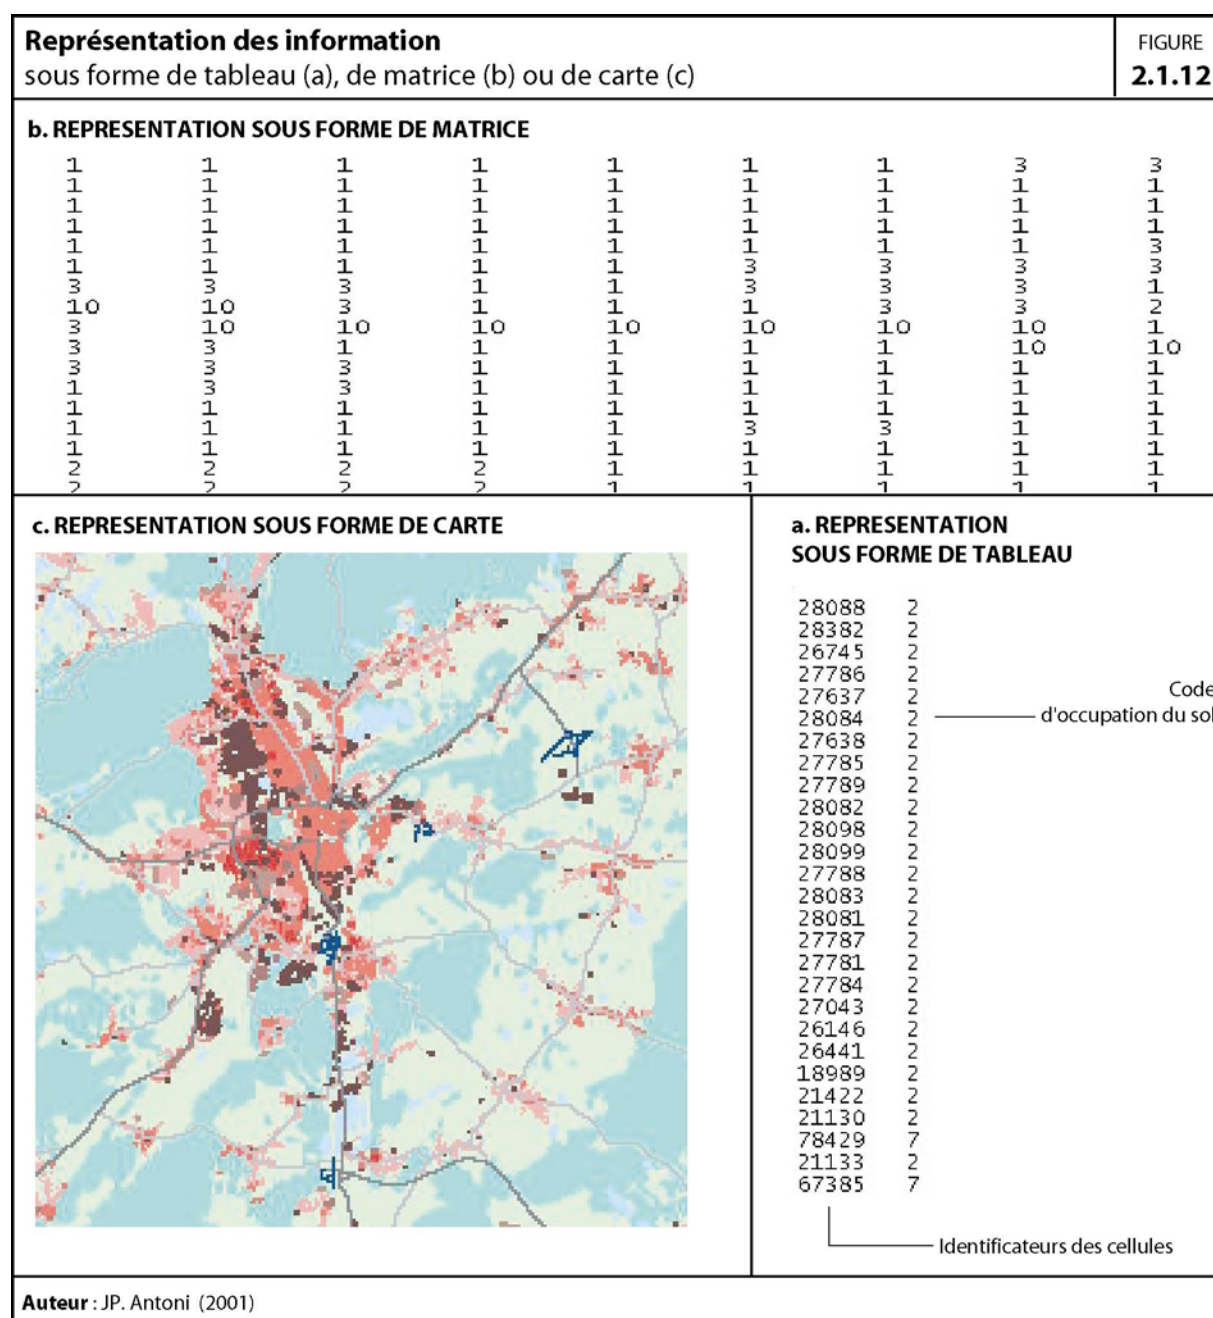 Représentation des information
sous forme de tableau (a), de matrice (b) ou de carte (c)
FIGURE
2.1.12
b. REPRESENTATION SOUS FORME DE MATRICE
1 1 1 1 1 1 1 3 3
1 1 1 1 1 1 1 1 1
1 1 1 1 1 1 1 1 1
1 1 1 1 1 1 1 1 1
1 1 1 1 1 1 1 1 3
1 1 1 1 1 3 3 3 3
3 3 3 1 1 3 3 3 1
10 10 3 1 1 1 3 3 2
3 10 10 10 10 10 10 10 1
3 3 1 1 1 1 1 10 10
3 3 3 1 1 1 1 1 1
1 3 3 1 1 1 1 1 1
1 1 1 1 1 1 1 1 1
1 1 1 1 1 3 3 1 1
1 1 1 1 1 1 1 1 1
2 2 2 2 1 1 1 1 1
2 2 2 2 1 1 1 1 1
c. REPRESENTATION SOUS FORME DE CARTE
a. REPRESENTATION
SOUS FORME DE TABLEAU
28088 2
28382 2
26745 2
27786 2
27637 2
28084 2
27638 2
27785 2
27789 2
28082 2
28098 2
28099 2
27788 2
28083 2
28081 2
27787 2
27781 2
27784 2
27043 2
26146 2
26441 2
18989 2
21422 2
21130 2
78429 7
21133 2
67385 7
Code
d'occupation du sol
Identificateurs des cellules
Auteur : JP. Antoni (2001)